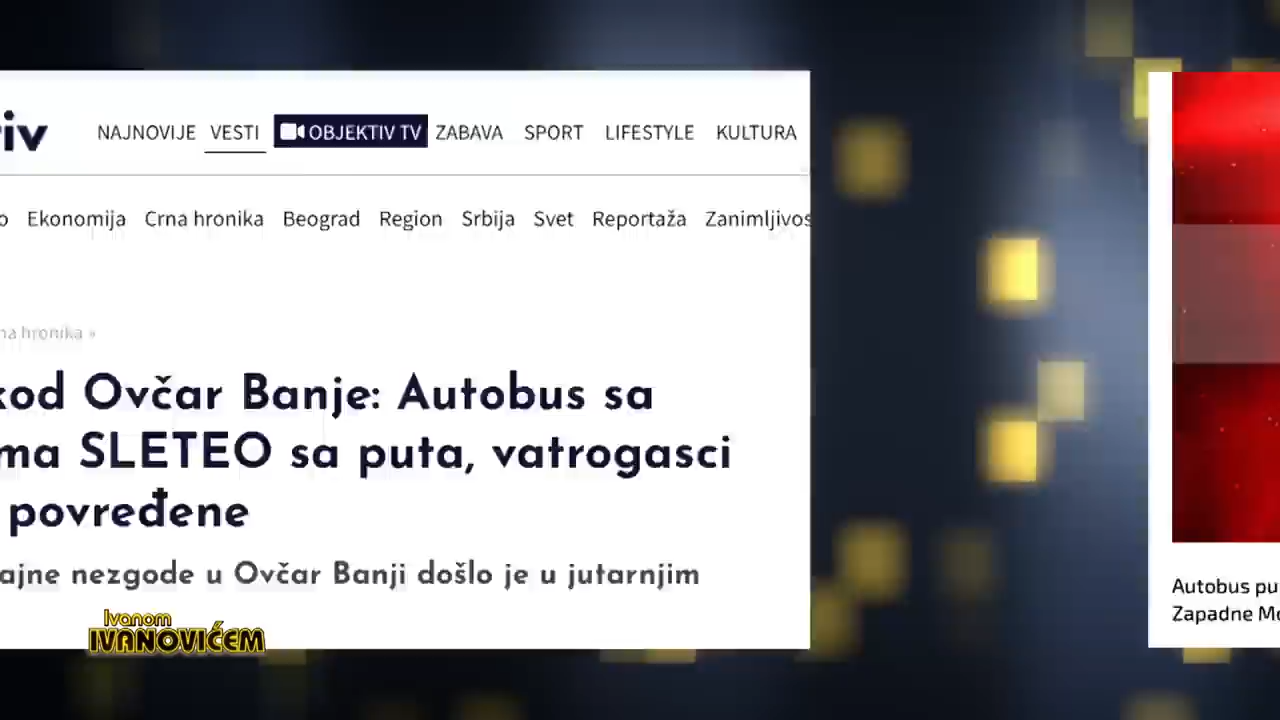 NAJNOVIJE VESTI OBJEKTIV TV ZABAVA SPORT LIFESTYLE KULTURA
Ekonomija Crna hronika Beograd Region Srbija Svet Reportaža Zanimljivos
hronika »
kod Ovčar Banje: Autobus sa
ma SLETEO sa puta, vatrogasci
povređene
ajne nezgode u Ovčar Banji došlo je u jutarnjim
Ivanom
IVANOVIĆEM
Autobus pu
Zapadne Mo